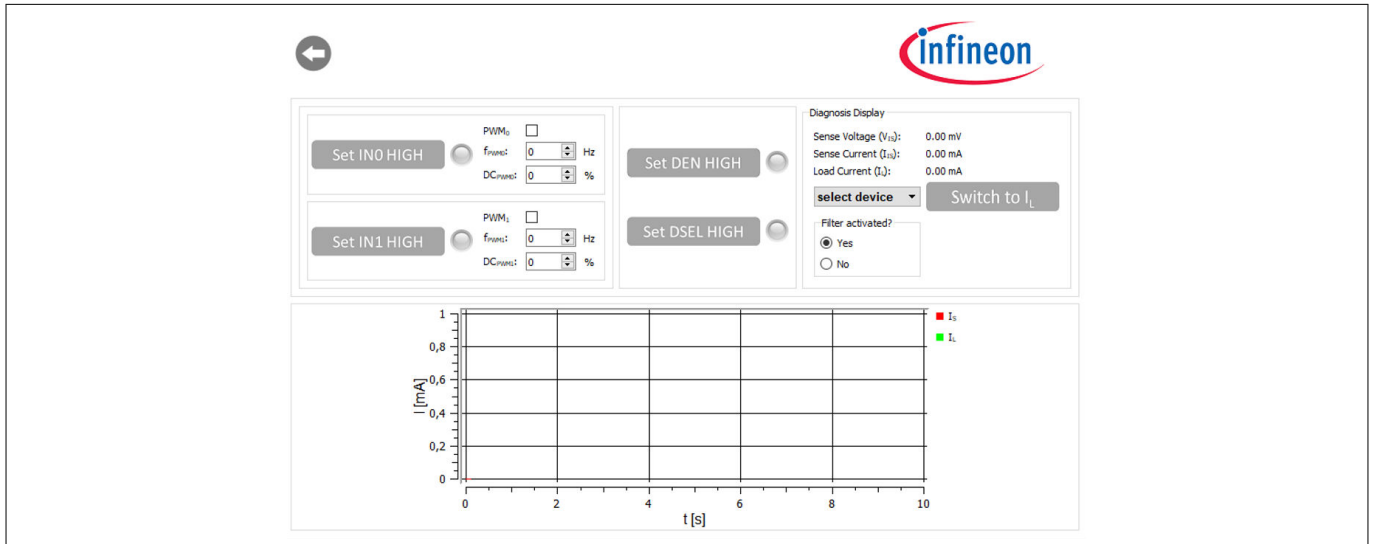 infineon
Set IN0 HIGH
PWM₀
fPWM0: 0 Hz
DCPWM0: 0 %
Set IN1 HIGH
PWM₁
fPWM1: 0 Hz
DCPWM1: 0 %
Set DEN HIGH
Set DSEL HIGH
Diagnosis Display
Sense Voltage (VIS): 0.00 mV
Sense Current (IIS): 0.00 mA
Load Current (IL): 0.00 mA
select device
Switch to IL
Filter activated?
Yes
No
I [mA]
1
0,8
0,6
0,4
0,2
0
0 2 4 6 8 10
t [s]
IS
IL